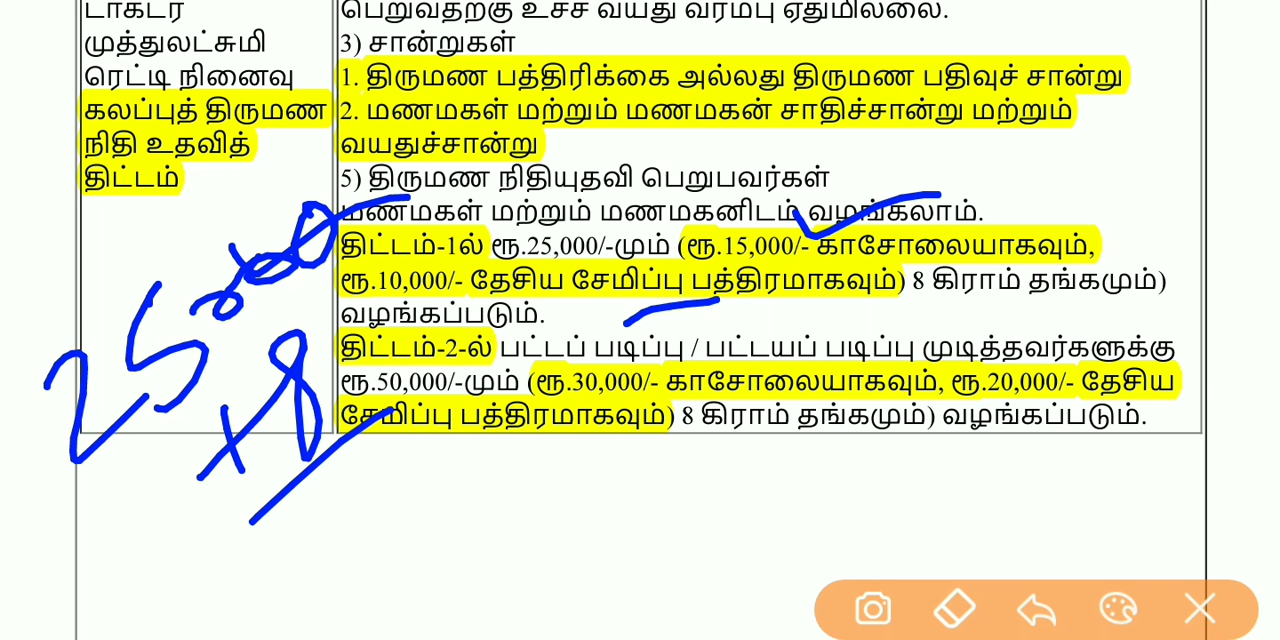 டாக்டர்
முத்துலட்சுமி
ரெட்டி நினைவு
கலப்புத் திருமண
நிதி உதவித்
திட்டம்
பெறுவதற்கு உச்ச வயது வரம்பு ஏதுமில்லை.
3) சான்றுகள்
1. திருமண பத்திரிக்கை அல்லது திருமண பதிவுச் சான்று
2. மணமகள் மற்றும் மணமகன் சாதிச்சான்று மற்றும்
வயதுச்சான்று
5) திருமண நிதியுதவி பெறுபவர்கள்
மணமகள் மற்றும் மணமகனிடம் வழங்கலாம்.
திட்டம்-1ல் ரூ.25,000/-மும் (ரூ.15,000/- காசோலையாகவும்,
ரூ.10,000/- தேசிய சேமிப்பு பத்திரமாகவும்) 8 கிராம் தங்கமும்)
வழங்கப்படும்.
திட்டம்-2-ல் பட்டப் படிப்பு / பட்டயப் படிப்பு முடித்தவர்களுக்கு
ரூ.50,000/-மும் (ரூ.30,000/- காசோலையாகவும், ரூ.20,000/- தேசிய
சேமிப்பு பத்திரமாகவும்) 8 கிராம் தங்கமும்) வழங்கப்படும்.
25000
+8